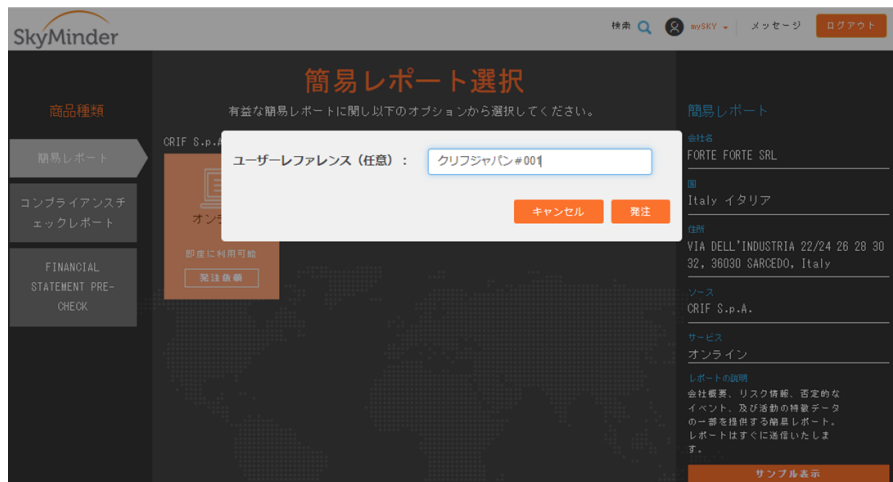 SkyMinder
検索
mySKY
メッセージ
ログアウト
商品種類
簡易レポート
コンプライアンスチ
ェックレポート
FINANCIAL
STATEMENT PRE-
CHECK
簡易レポート選択
有益な簡易レポートに関し以下のオプションから選択してください。
CRIF S.p.A
オン
即座に利用可能
発注依頼
ユーザーレファレンス（任意）：
クリフジャパン#001
キャンセル
発注
簡易レポート
会社名
FORTE FORTE SRL
国
Italy イタリア
住所
VIA DELL'INDUSTRIA 22/24 26 28 30
32, 36030 SARCEDO, Italy
ソース
CRIF S.p.A.
サービス
オンライン
レポートの説明
会社概要、リスク情報、否定的な
イベント、及び活動の特徴データ
の一部を提供する簡易レポート。
レポートはすぐに送信いたしま
す。
サンプル表示